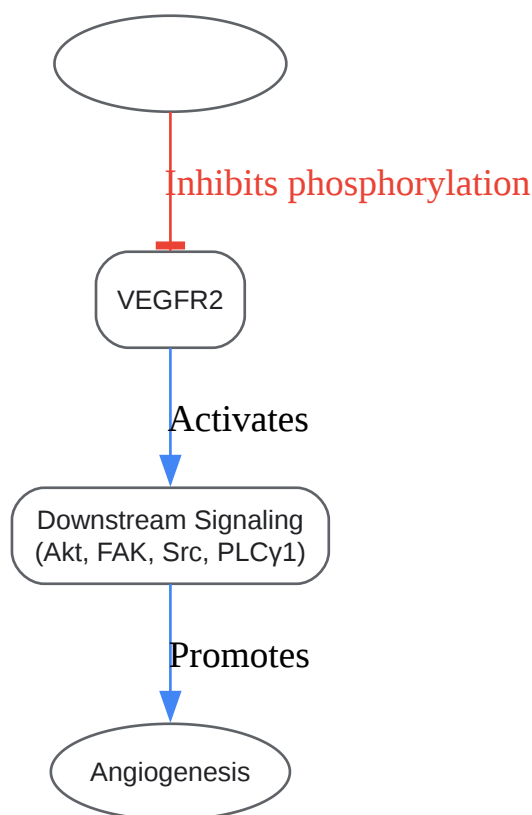 Inhibits phosphorylation
VEGFR2
Activates
Downstream Signaling
(Akt, FAK, Src, PLCγ1)
Promotes
Angiogenesis